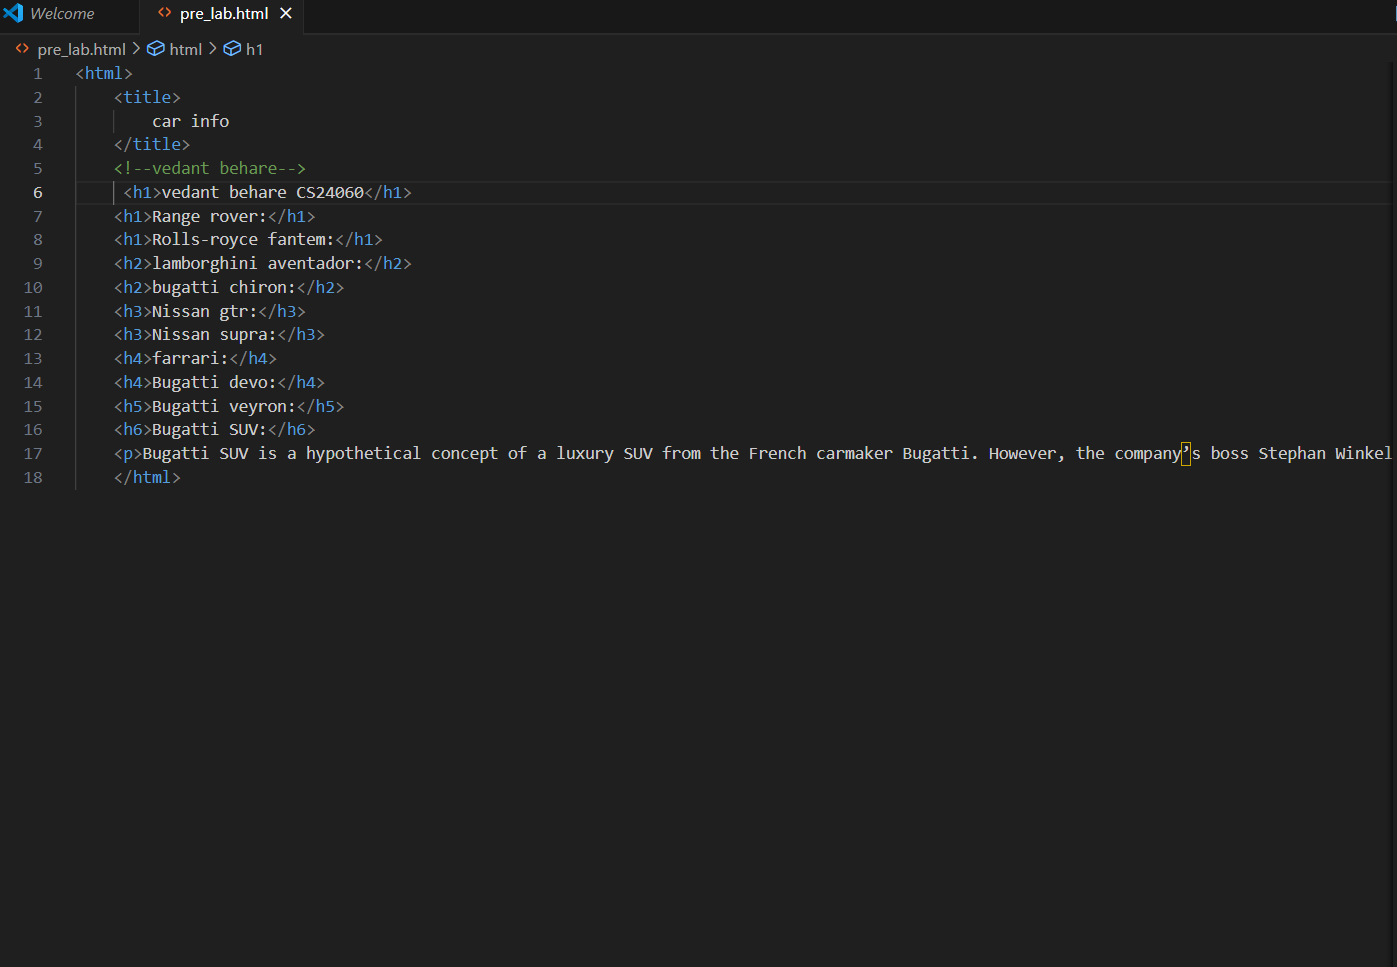 Welcome
pre_lab.html
pre_lab.html > html > h1
1 <html>
2 <title>
3 car info
4 </title>
5 <!--vedant behare-->
6 <h1>vedant behare CS24060</h1>
7 <h1>Range rover:</h1>
8 <h1>Rolls-royce fantem:</h1>
9 <h2>lamborghini aventador:</h2>
10 <h2>bugatti chiron:</h2>
11 <h3>Nissan gtr:</h3>
12 <h3>Nissan supra:</h3>
13 <h4>farrari:</h4>
14 <h4>Bugatti devo:</h4>
15 <h5>Bugatti veyron:</h5>
16 <h6>Bugatti SUV:</h6>
17 <p>Bugatti SUV is a hypothetical concept of a luxury SUV from the French carmaker Bugatti. However, the company’s boss Stephan Winkel
18 </html>